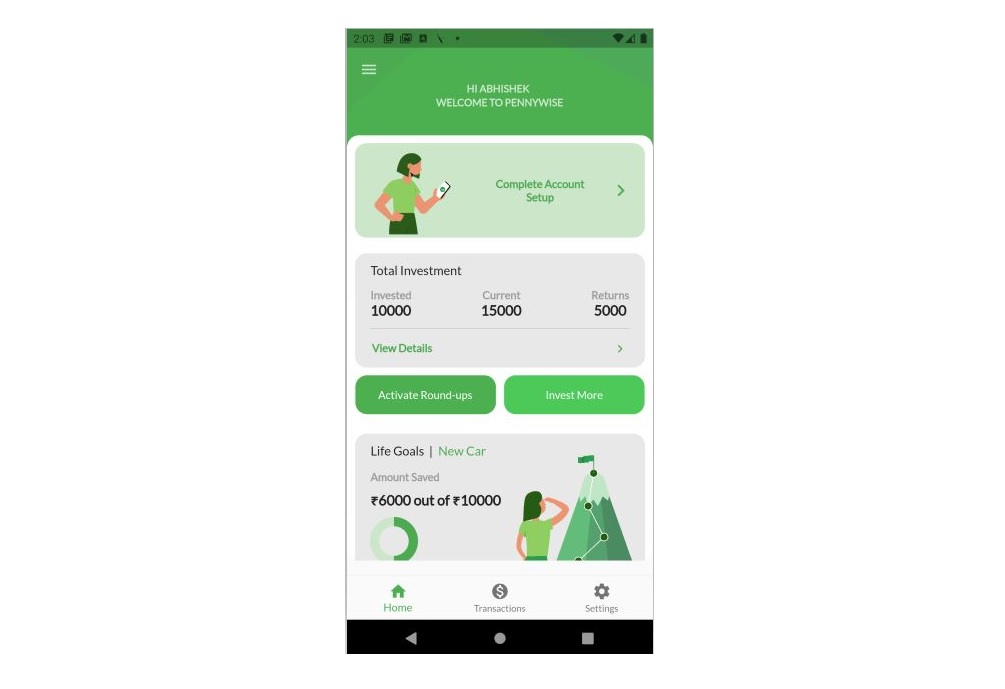 2:03
HI ABHISHEK
WELCOME TO PENNYWISE
Complete Account
Setup
Total Investment
Invested Current Returns
10000 15000 5000
View Details
Activate Round-ups Invest More
Life Goals | New Car
Amount Saved
₹6000 out of ₹10000
Home Transactions Settings